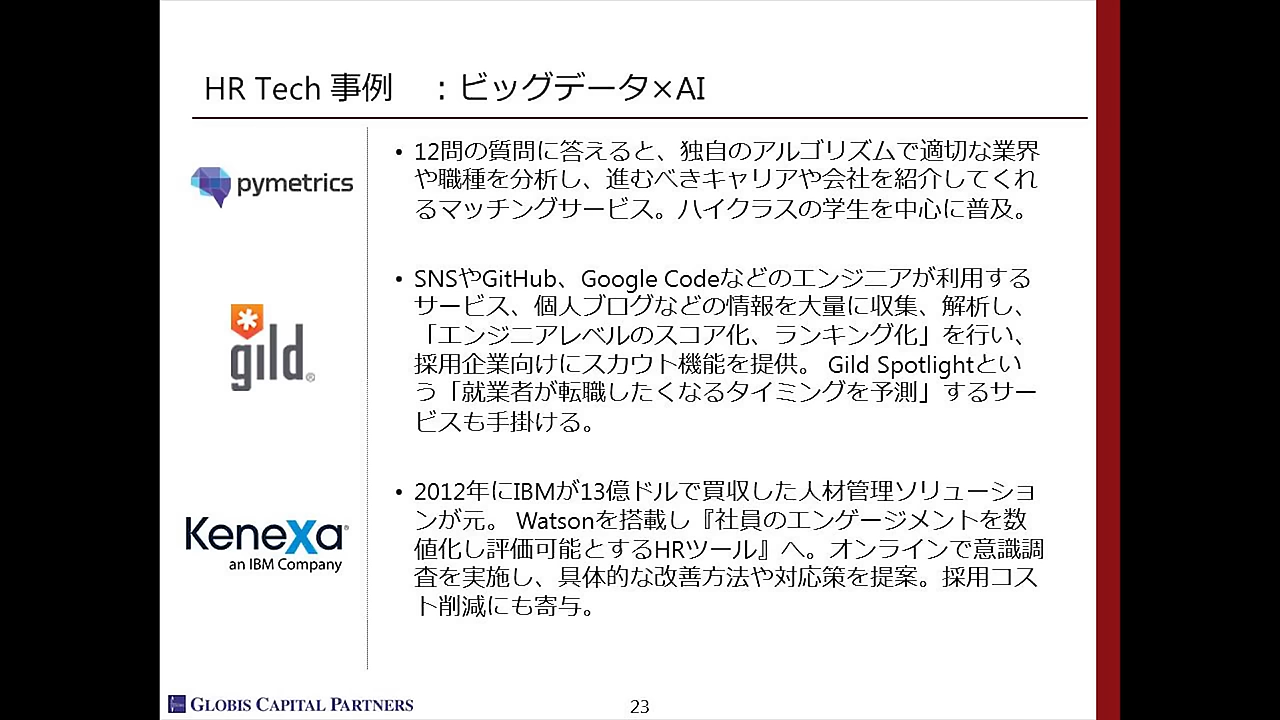 HR Tech 事例 ：ビッグデータ×AI
pymetrics
• 12問の質問に答えると、独自のアルゴリズムで適切な業界
や職種を分析し、進むべきキャリアや会社を紹介してくれ
るマッチングサービス。ハイクラスの学生を中心に普及。
gild®
• SNSやGitHub、Google Codeなどのエンジニアが利用する
サービス、個人ブログなどの情報を大量に収集、解析し、
「エンジニアレベルのスコア化、ランキング化」を行い、
採用企業向けにスカウト機能を提供。 Gild Spotlightとい
う「就業者が転職したくなるタイミングを予測」するサー
ビスも手掛ける。
Kenexa®
an IBM Company
• 2012年にIBMが13億ドルで買収した人材管理ソリューショ
ンが元。 Watsonを搭載し『社員のエンゲージメントを数
値化し評価可能とするHRツール』へ。オンラインで意識調
査を実施し、具体的な改善方法や対応策を提案。採用コス
ト削減にも寄与。
GLOBIS CAPITAL PARTNERS
23